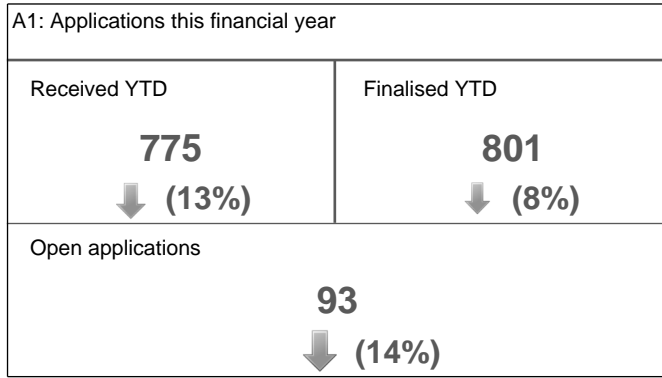 A1: Applications this financial year
Received YTD
775
(13%)
Finalised YTD
801
(8%)
Open applications
93
(14%)